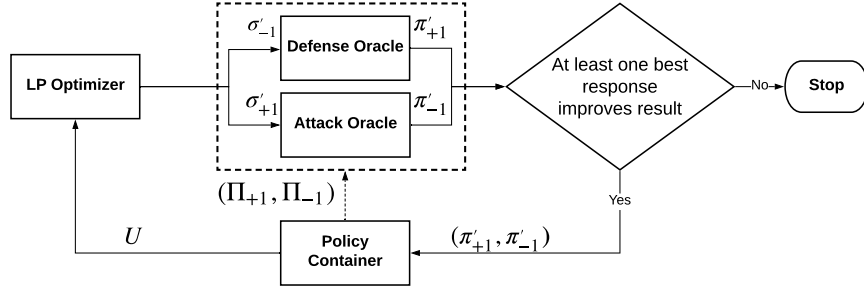 LP Optimizer
σ′₋₁
Defense Oracle
π′₊₁
σ′₊₁
Attack Oracle
π′₋₁
At least one best
response
improves result
No
Stop
(Π₊₁, Π₋₁)
Yes
U
Policy
Container
(π′₊₁, π′₋₁)